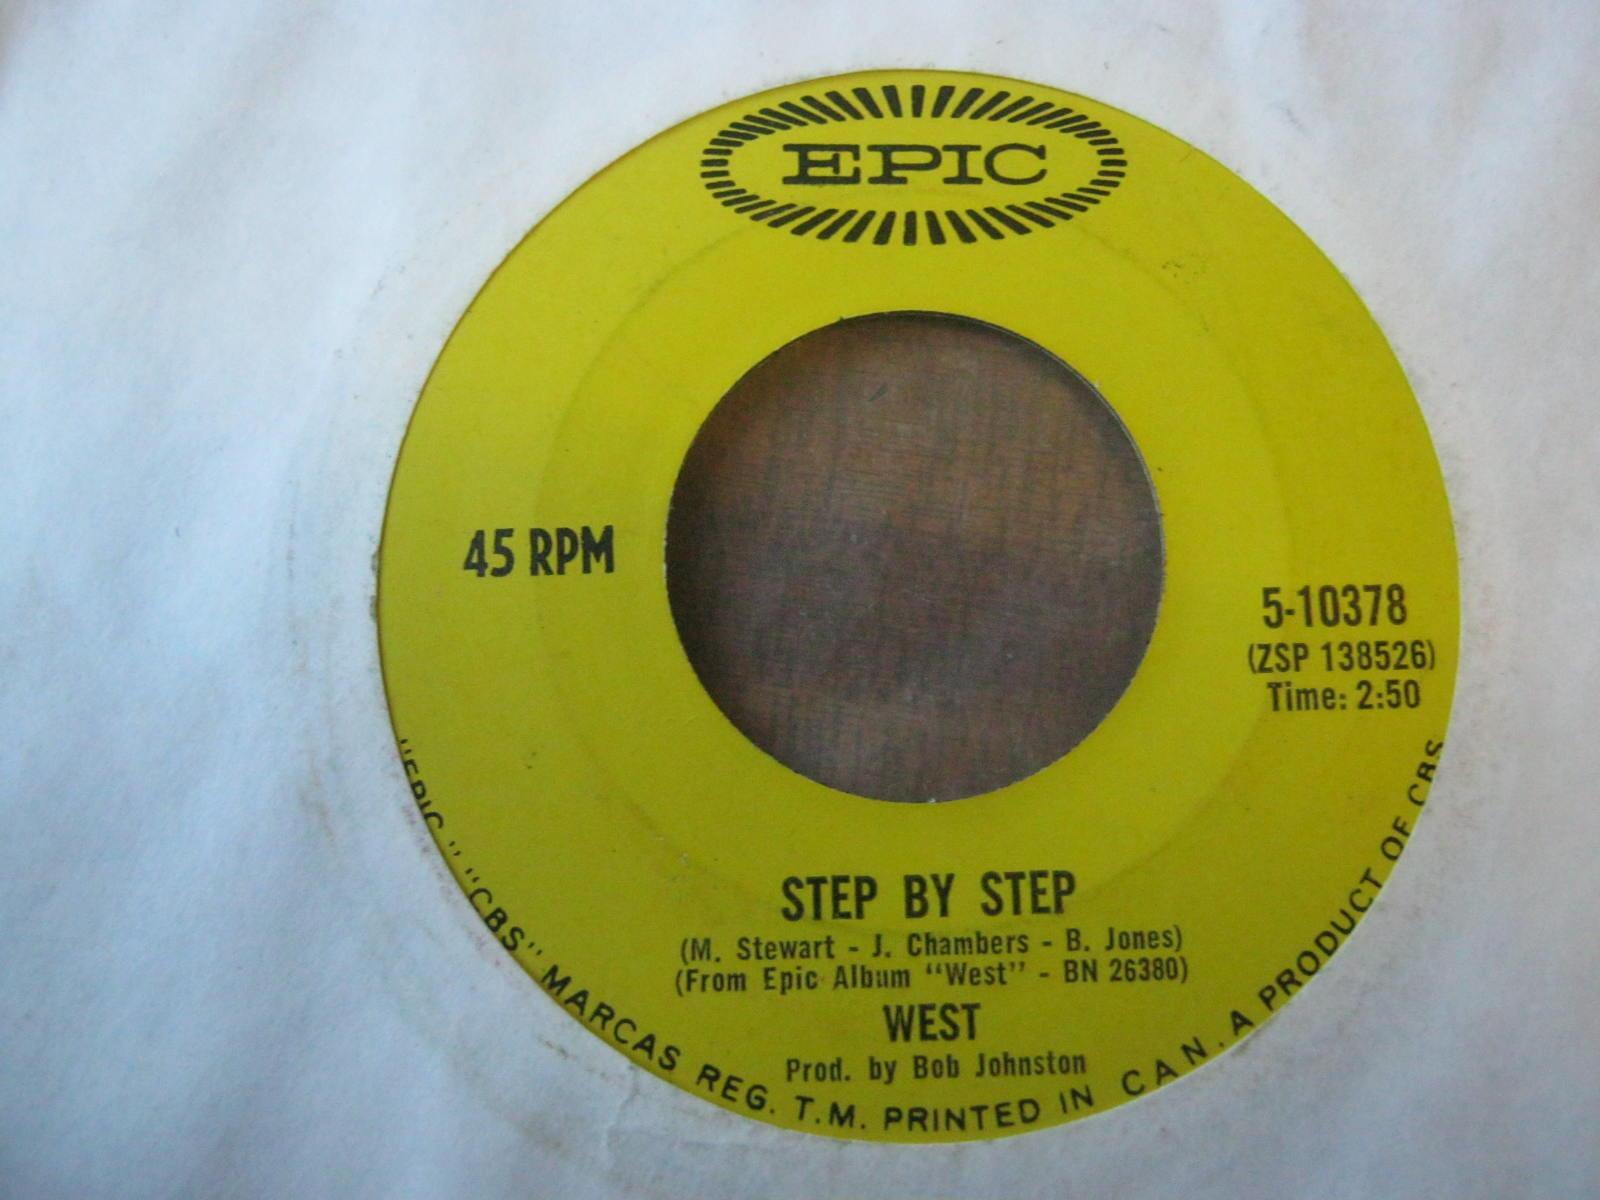 EPIC
45 RPM
5-10378
(ZSP 138526)
Time: 2:50
STEP BY STEP
(M. Stewart - J. Chambers - B. Jones)
(From Epic Album "West" - BN 26380)
WEST
Prod. by Bob Johnston
"EPIC" "CBS" MARCAS REG. T.M. PRINTED IN CAN. A PRODUCT OF CBS